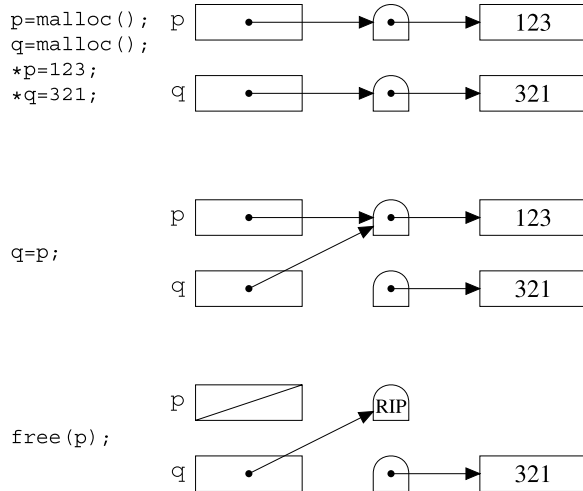 p=malloc();
q=malloc();
*p=123;
*q=321;
p 123
q 321
q=p;
p 123
q 321
free(p);
p RIP
q 321